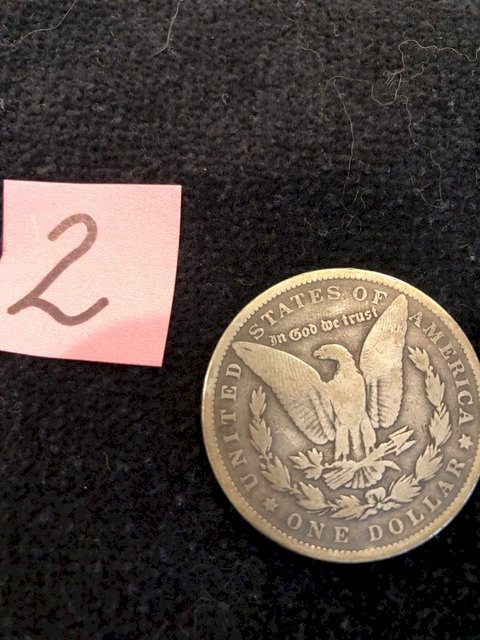 2
UNITED STATES OF AMERICA
In God we trust
ONE DOLLAR